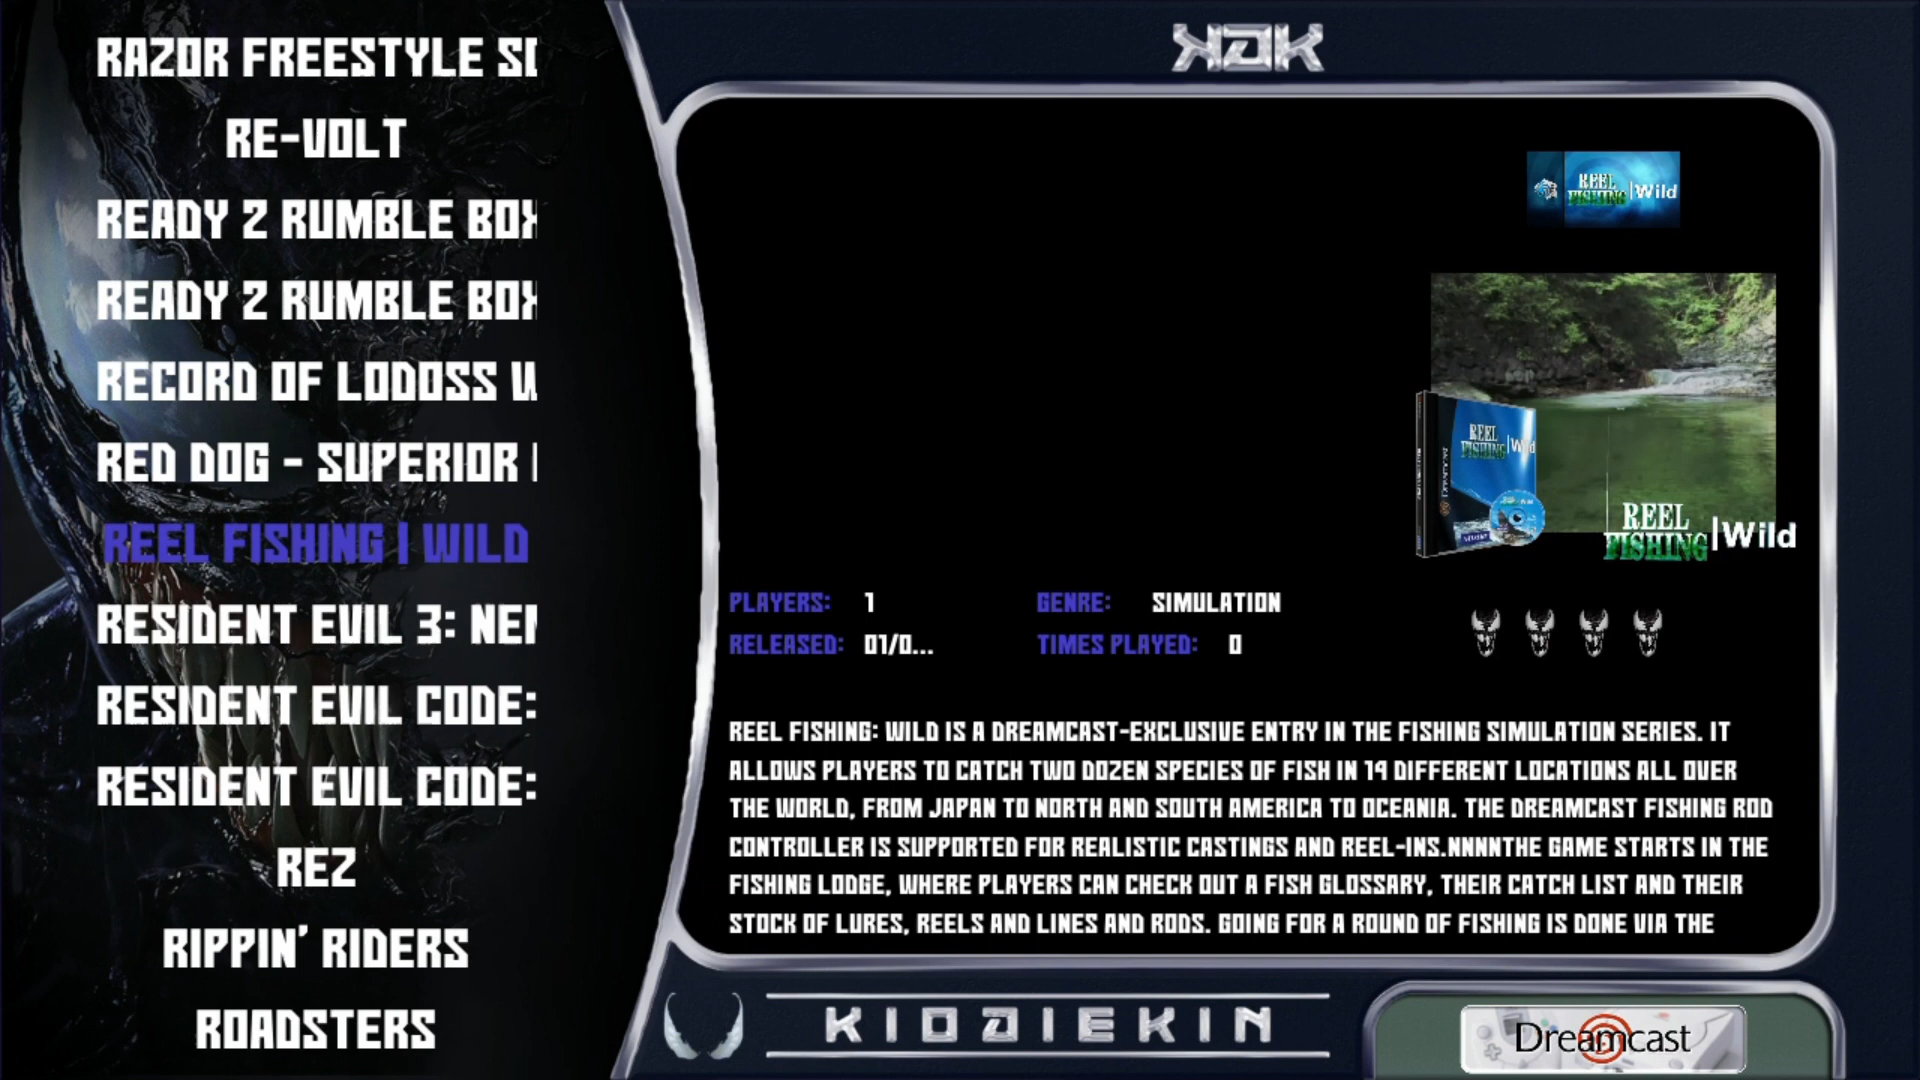 RAZOR FREESTYLE S
RE-VOLT
READY 2 RUMBLE BOX
READY 2 RUMBLE BOX
RECORD OF LODOSS W
RED DOG - SUPERIOR
REEL FISHING | WILD
RESIDENT EVIL 3: NE
RESIDENT EVIL CODE:
RESIDENT EVIL CODE:
REZ
RIPPIN' RIDERS
ROADSTERS
KDK
REEL
FISHING |Wild
REEL
FISHING |Wild
REEL
FISHING |Wild
PLAYERS: 1 GENRE: SIMULATION
RELEASED: 01/0... TIMES PLAYED: 0
REEL FISHING: WILD IS A DREAMCAST-EXCLUSIVE ENTRY IN THE FISHING SIMULATION SERIES. IT
ALLOWS PLAYERS TO CATCH TWO DOZEN SPECIES OF FISH IN 14 DIFFERENT LOCATIONS ALL OVER
THE WORLD, FROM JAPAN TO NORTH AND SOUTH AMERICA TO OCEANIA. THE DREAMCAST FISHING ROD
CONTROLLER IS SUPPORTED FOR REALISTIC CASTINGS AND REEL-INS.NNNNTHE GAME STARTS IN THE
FISHING LODGE, WHERE PLAYERS CAN CHECK OUT A FISH GLOSSARY, THEIR CATCH LIST AND THEIR
STOCK OF LURES, REELS AND LINES AND RODS. GOING FOR A ROUND OF FISHING IS DONE VIA THE
KIDDIEKIN
Dreamcast